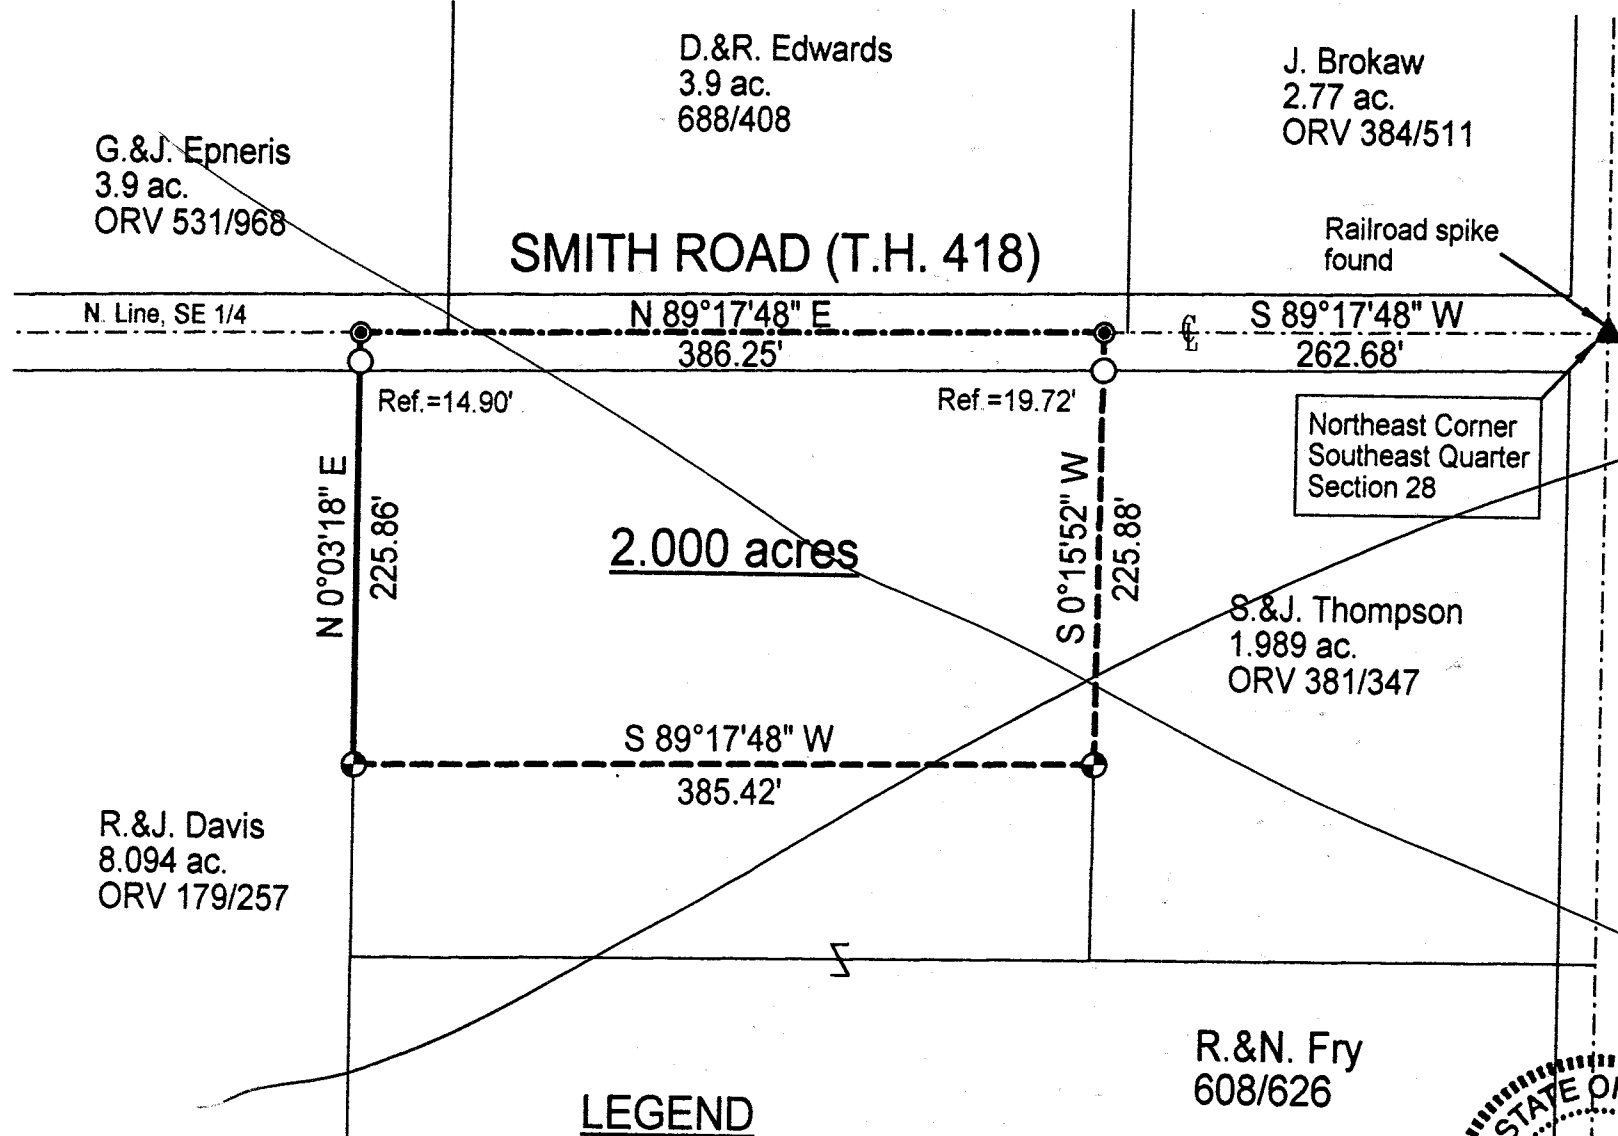 D.&R. Edwards
3.9 ac.
688/408
J. Brokaw
2.77 ac.
ORV 384/511
G.&J. Epneris
3.9 ac.
ORV 531/968
SMITH ROAD (T.H. 418)
Railroad spike
found
N. Line, SE 1/4
N 89°17'48" E
386.25'
S 89°17'48" W
262.68'
Ref.=14.90'
Ref.=19.72'
Northeast Corner
Southeast Quarter
Section 28
N 0°03'18" E
225.86'
2.000 acres
S 0°15'52" W
225.88'
S.&J. Thompson
1.989 ac.
ORV 381/347
S 89°17'48" W
385.42'
R.&J. Davis
8.094 ac.
ORV 179/257
R.&N. Fry
608/626
LEGEND
STATE